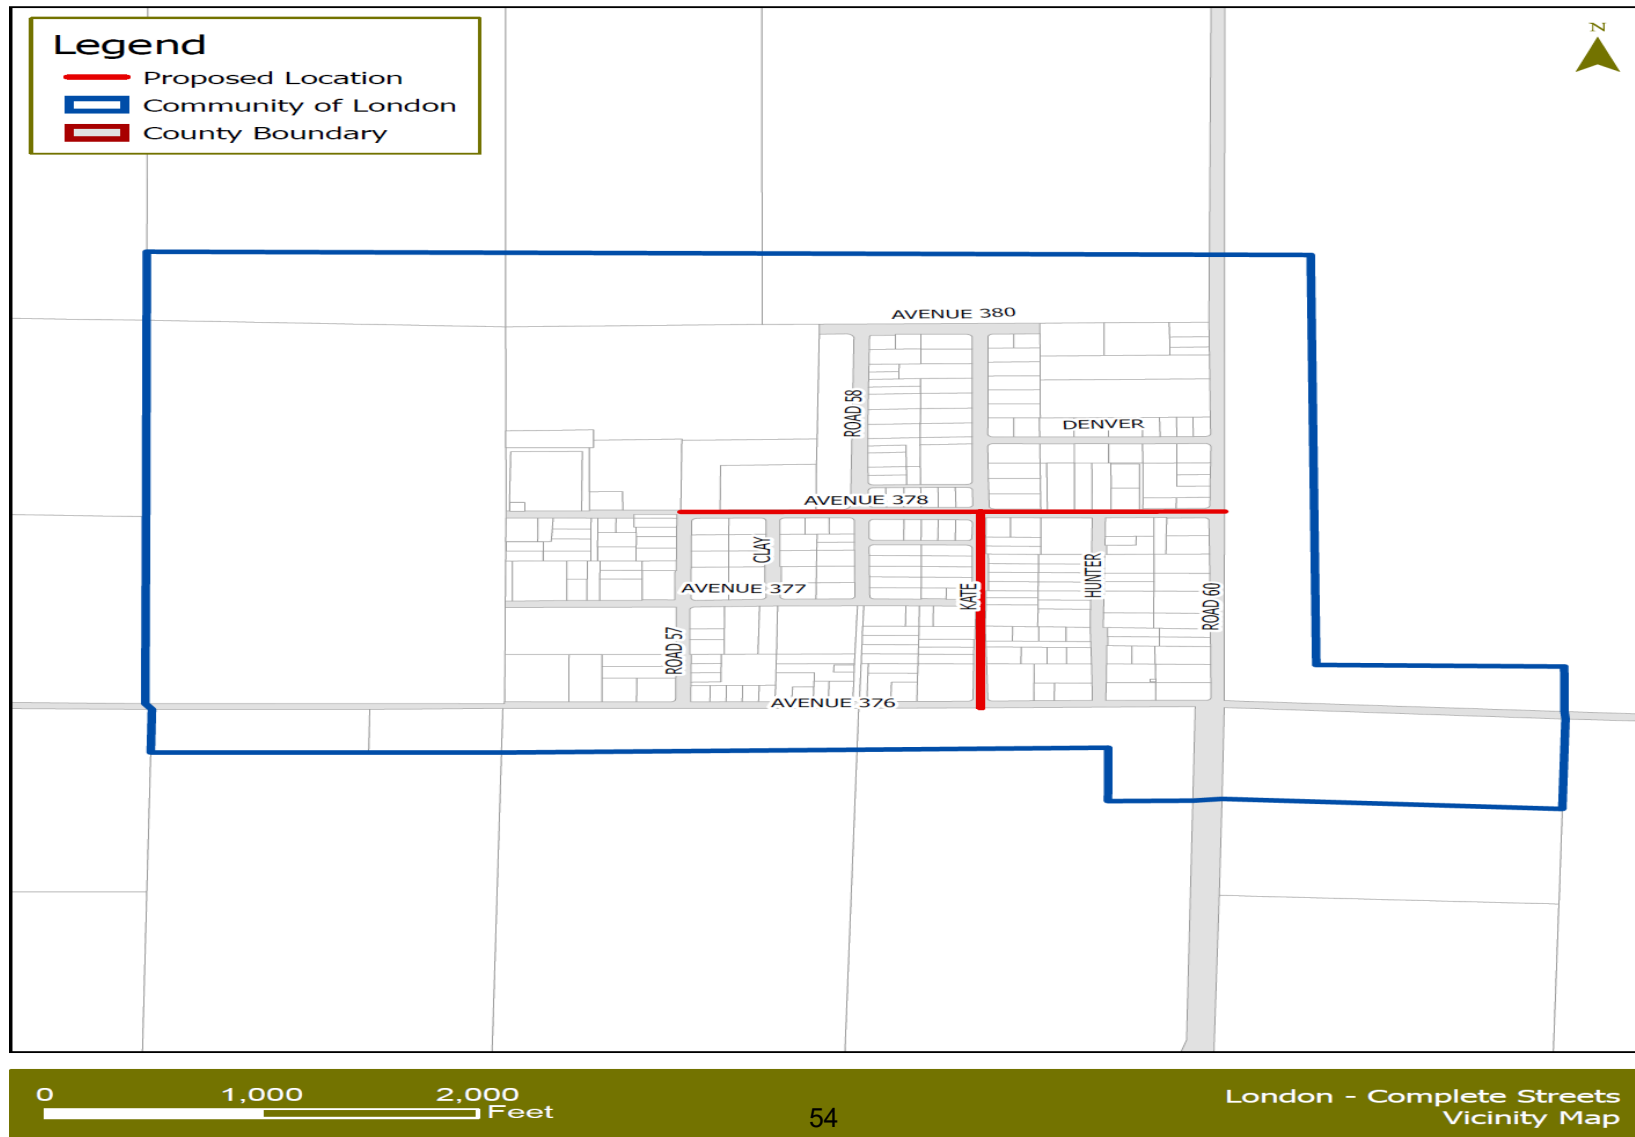 Legend
Proposed Location
Community of London
County Boundary
N
AVENUE 380
ROAD 58
DENVER
AVENUE 378
CLAY
AVENUE 377
KATE
HUNTER
ROAD 60
ROAD 57
AVENUE 376
0 1,000 2,000
Feet
54
London - Complete Streets
Vicinity Map